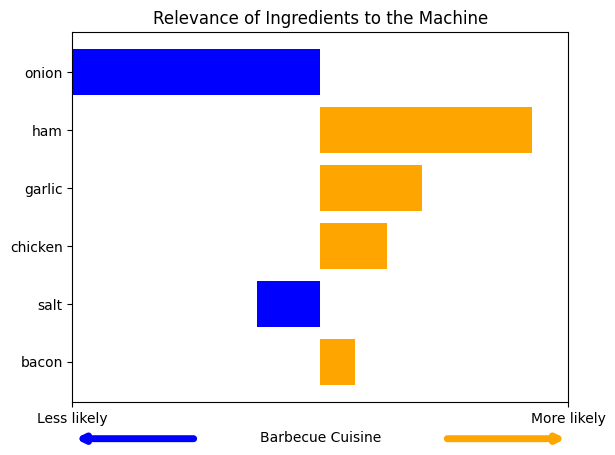 Relevance of Ingredients to the Machine
onion
ham
garlic
chicken
salt
bacon
Less likely
More likely
Barbecue Cuisine